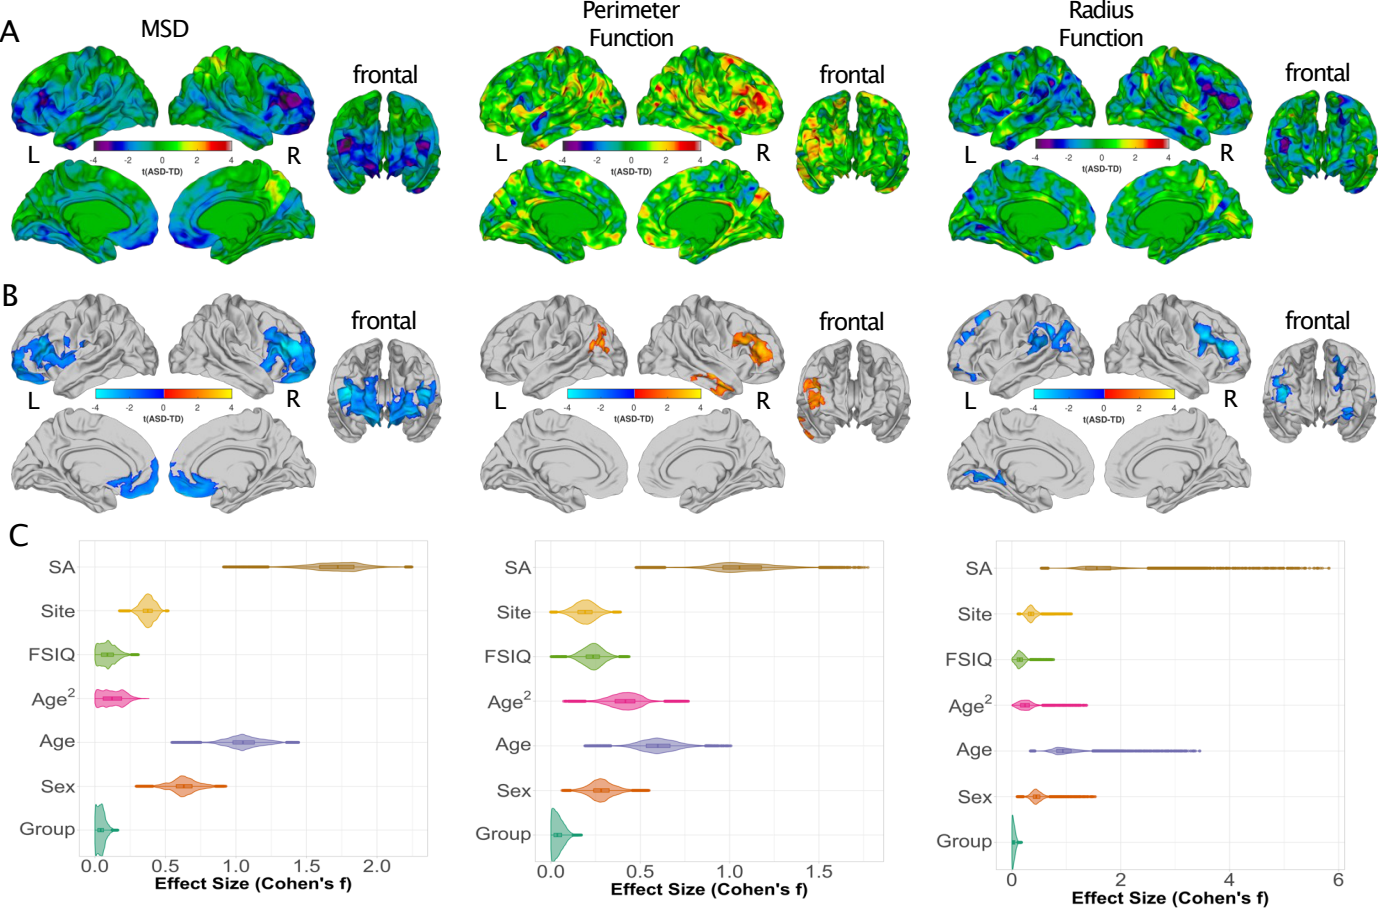 A
MSD
Perimeter
Function
Radius
Function
frontal
frontal
frontal
L
-4 -2 0 2 4
t(ASD-TD)
R
L
-4 -2 0 2 4
t(ASD-TD)
R
L
-4 -2 0 2 4
t(ASD-TD)
R
B
frontal
frontal
frontal
L
-4 -2 0 2 4
t(ASD-TD)
R
L
-4 -2 0 2 4
t(ASD-TD)
R
L
-4 -2 0 2 4
t(ASD-TD)
R
C
SA
Site
FSIQ
Age²
Age
Sex
Group
0.0 0.5 1.0 1.5 2.0
Effect Size (Cohen's f)
SA
Site
FSIQ
Age²
Age
Sex
Group
0.0 0.5 1.0 1.5
Effect Size (Cohen's f)
SA
Site
FSIQ
Age²
Age
Sex
Group
0 2 4 6
Effect Size (Cohen's f)